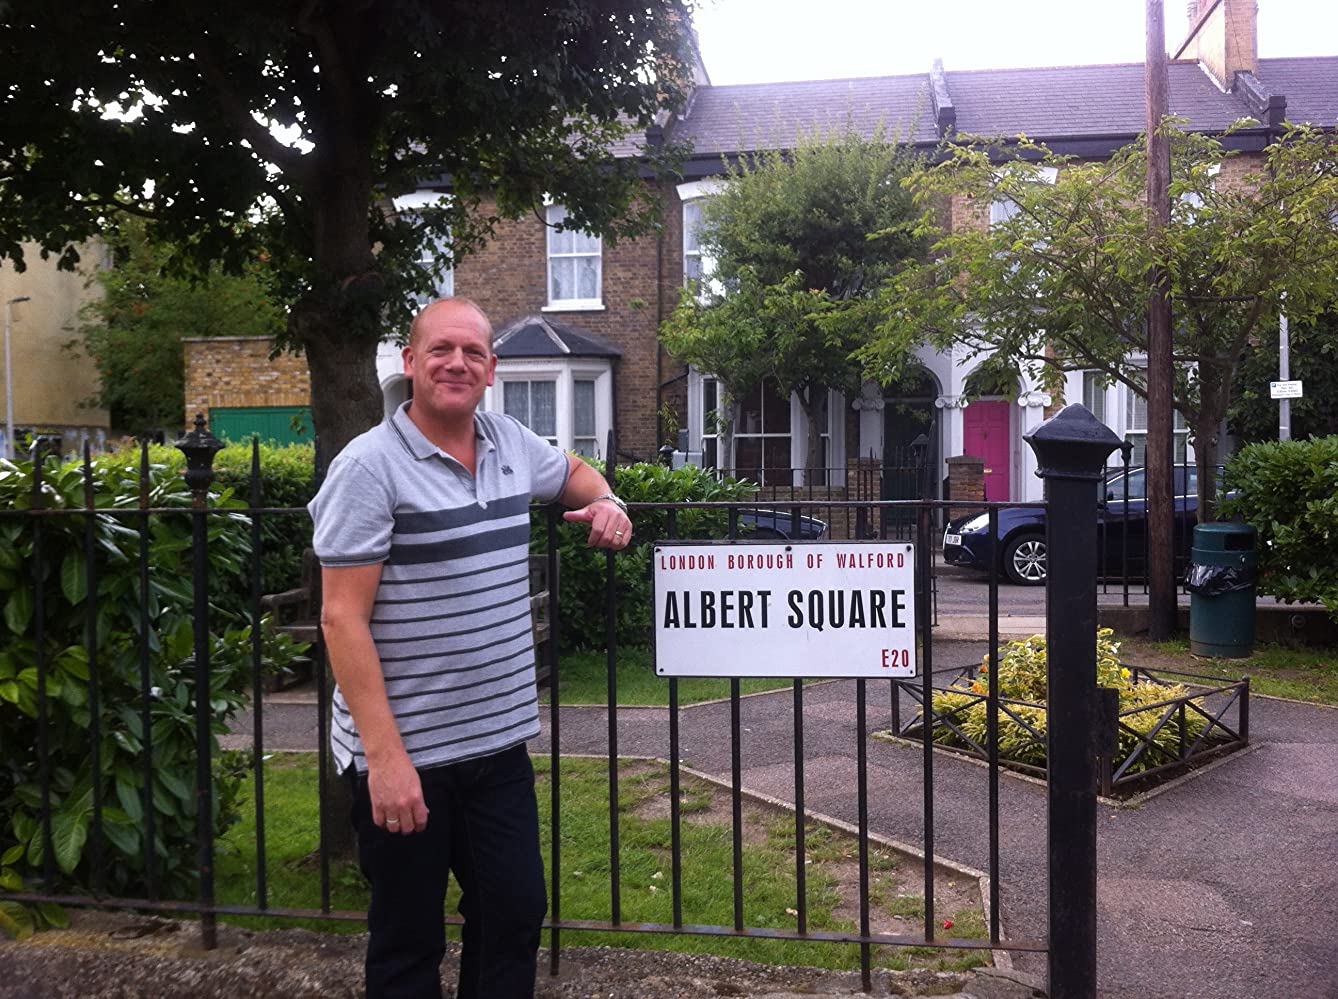 LONDON BOROUGH OF WALFORD
ALBERT SQUARE
E20